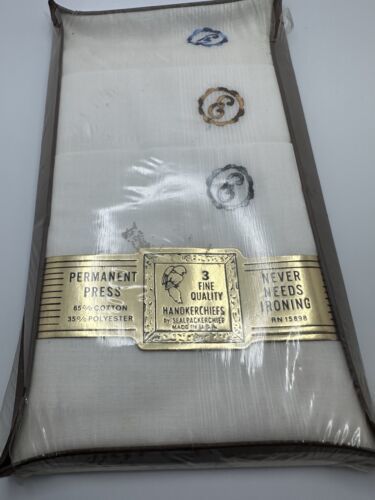 E
E
E
PERMANENT
PRESS
65% COTTON
35% POLYESTER
3
FINE
QUALITY
HANDKERCHIEFS
by SEALPACKERCHIEF
MADE IN U.S.A.
NEVER
NEEDS
IRONING
RN 15898